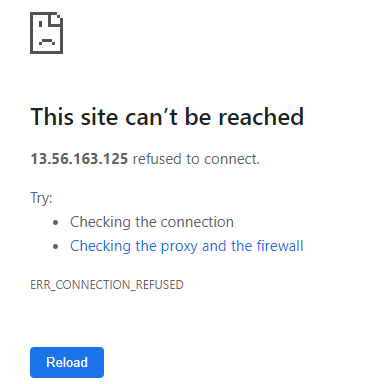 This site can’t be reached
13.56.163.125 refused to connect.
Try:
• Checking the connection
• Checking the proxy and the firewall
ERR_CONNECTION_REFUSED
Reload